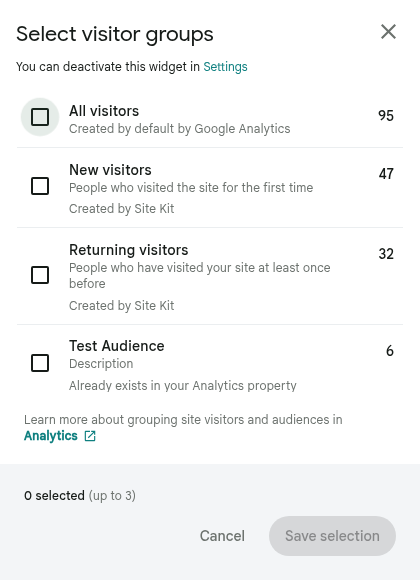 Select visitor groups
You can deactivate this widget in Settings
All visitors
95
Created by default by Google Analytics
New visitors
47
People who visited the site for the first time
Created by Site Kit
Returning visitors
32
People who have visited your site at least once
before
Created by Site Kit
Test Audience
6
Description
Already exists in your Analytics property
Learn more about grouping site visitors and audiences in
Analytics
0 selected (up to 3)
Cancel
Save selection